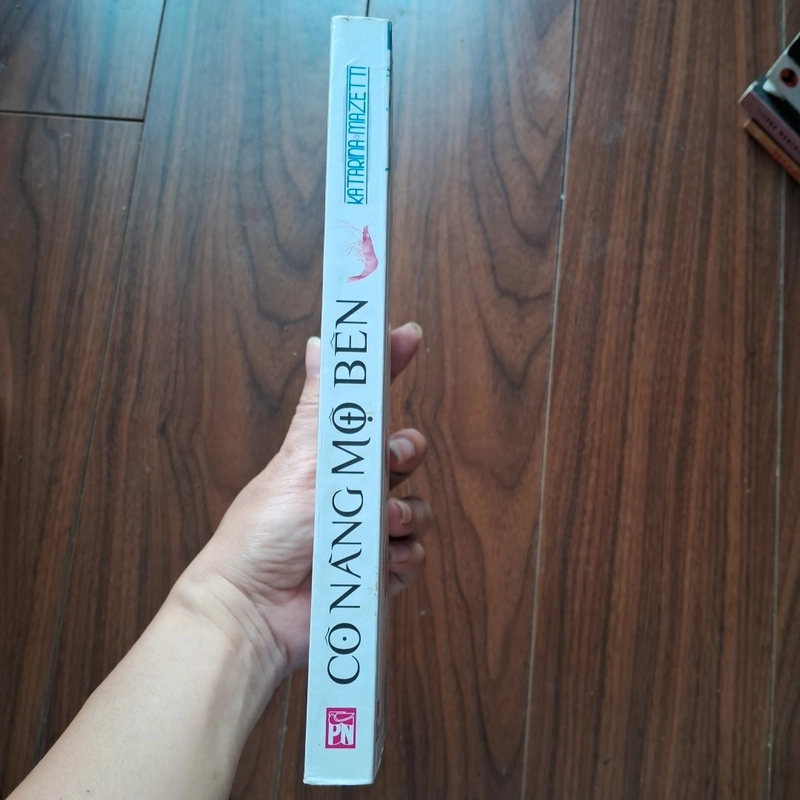 KATARINA MAZETTI
CÔ NÀNG MỘ BÊN
PN